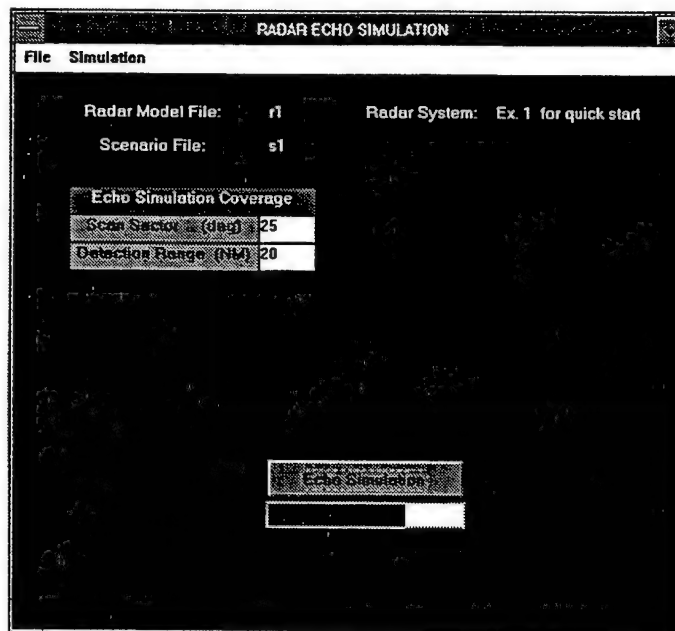 RADAR ECHO SIMULATION
File Simulation
Radar Model File: r1 Radar System: Ex. 1 for quick start
Scenario File: s1
Echo Simulation Coverage
Scan Sector (deg) 25
Detection Range (NM) 20
Echo Simulation